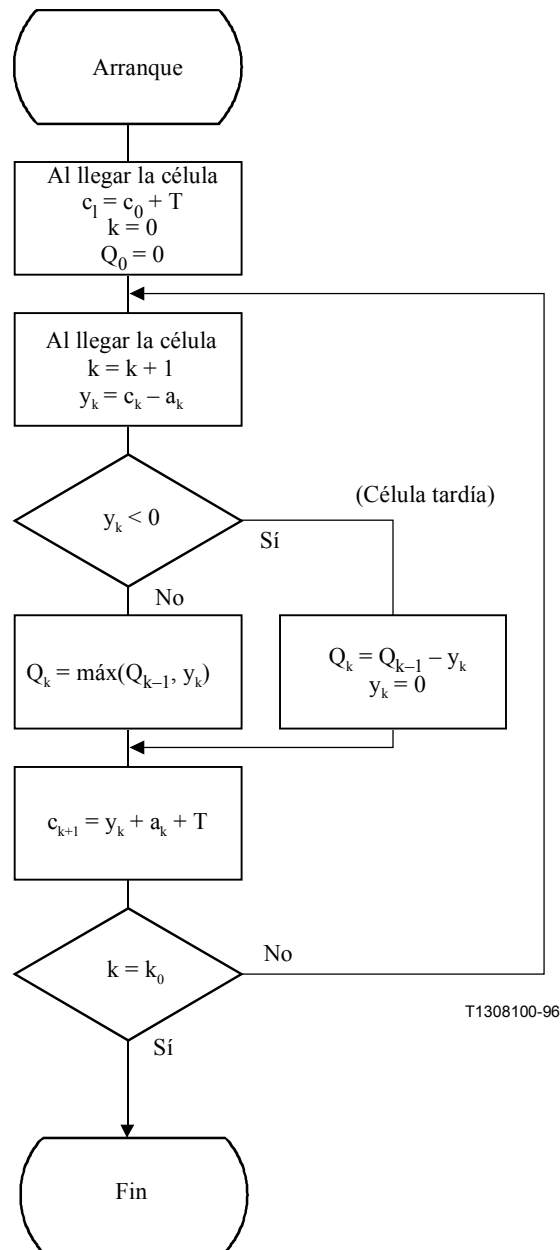 Arranque
Al llegar la célula
c₁ = c₀ + T
k = 0
Q₀ = 0
Al llegar la célula
k = k + 1
yₖ = cₖ – aₖ
(Célula tardía)
yₖ < 0
Sí
No
Qₖ = máx(Qₖ₋₁, yₖ)
Qₖ = Qₖ₋₁ – yₖ
yₖ = 0
cₖ₊₁ = yₖ + aₖ + T
No
k = k₀
T1308100-96
Sí
Fin